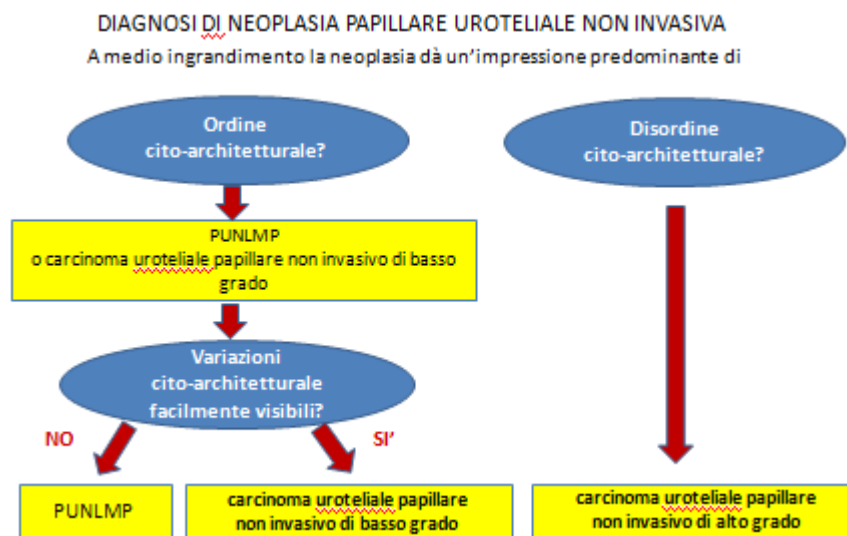 DIAGNOSI DI NEOPLASIA PAPILLARE UROTELIALE NON INVASIVA
A medio ingrandimento la neoplasia dà un'impressione predominante di
Ordine
cito-architetturale?
Disordine
cito-architetturale?
PUNLMP
o carcinoma uroteliale papillare non invasivo di basso
grado
Variazioni
cito-architetturale
facilmente visibili?
NO
SI'
PUNLMP
carcinoma uroteliale papillare
non invasivo di basso grado
carcinoma uroteliale papillare
non invasivo di alto grado